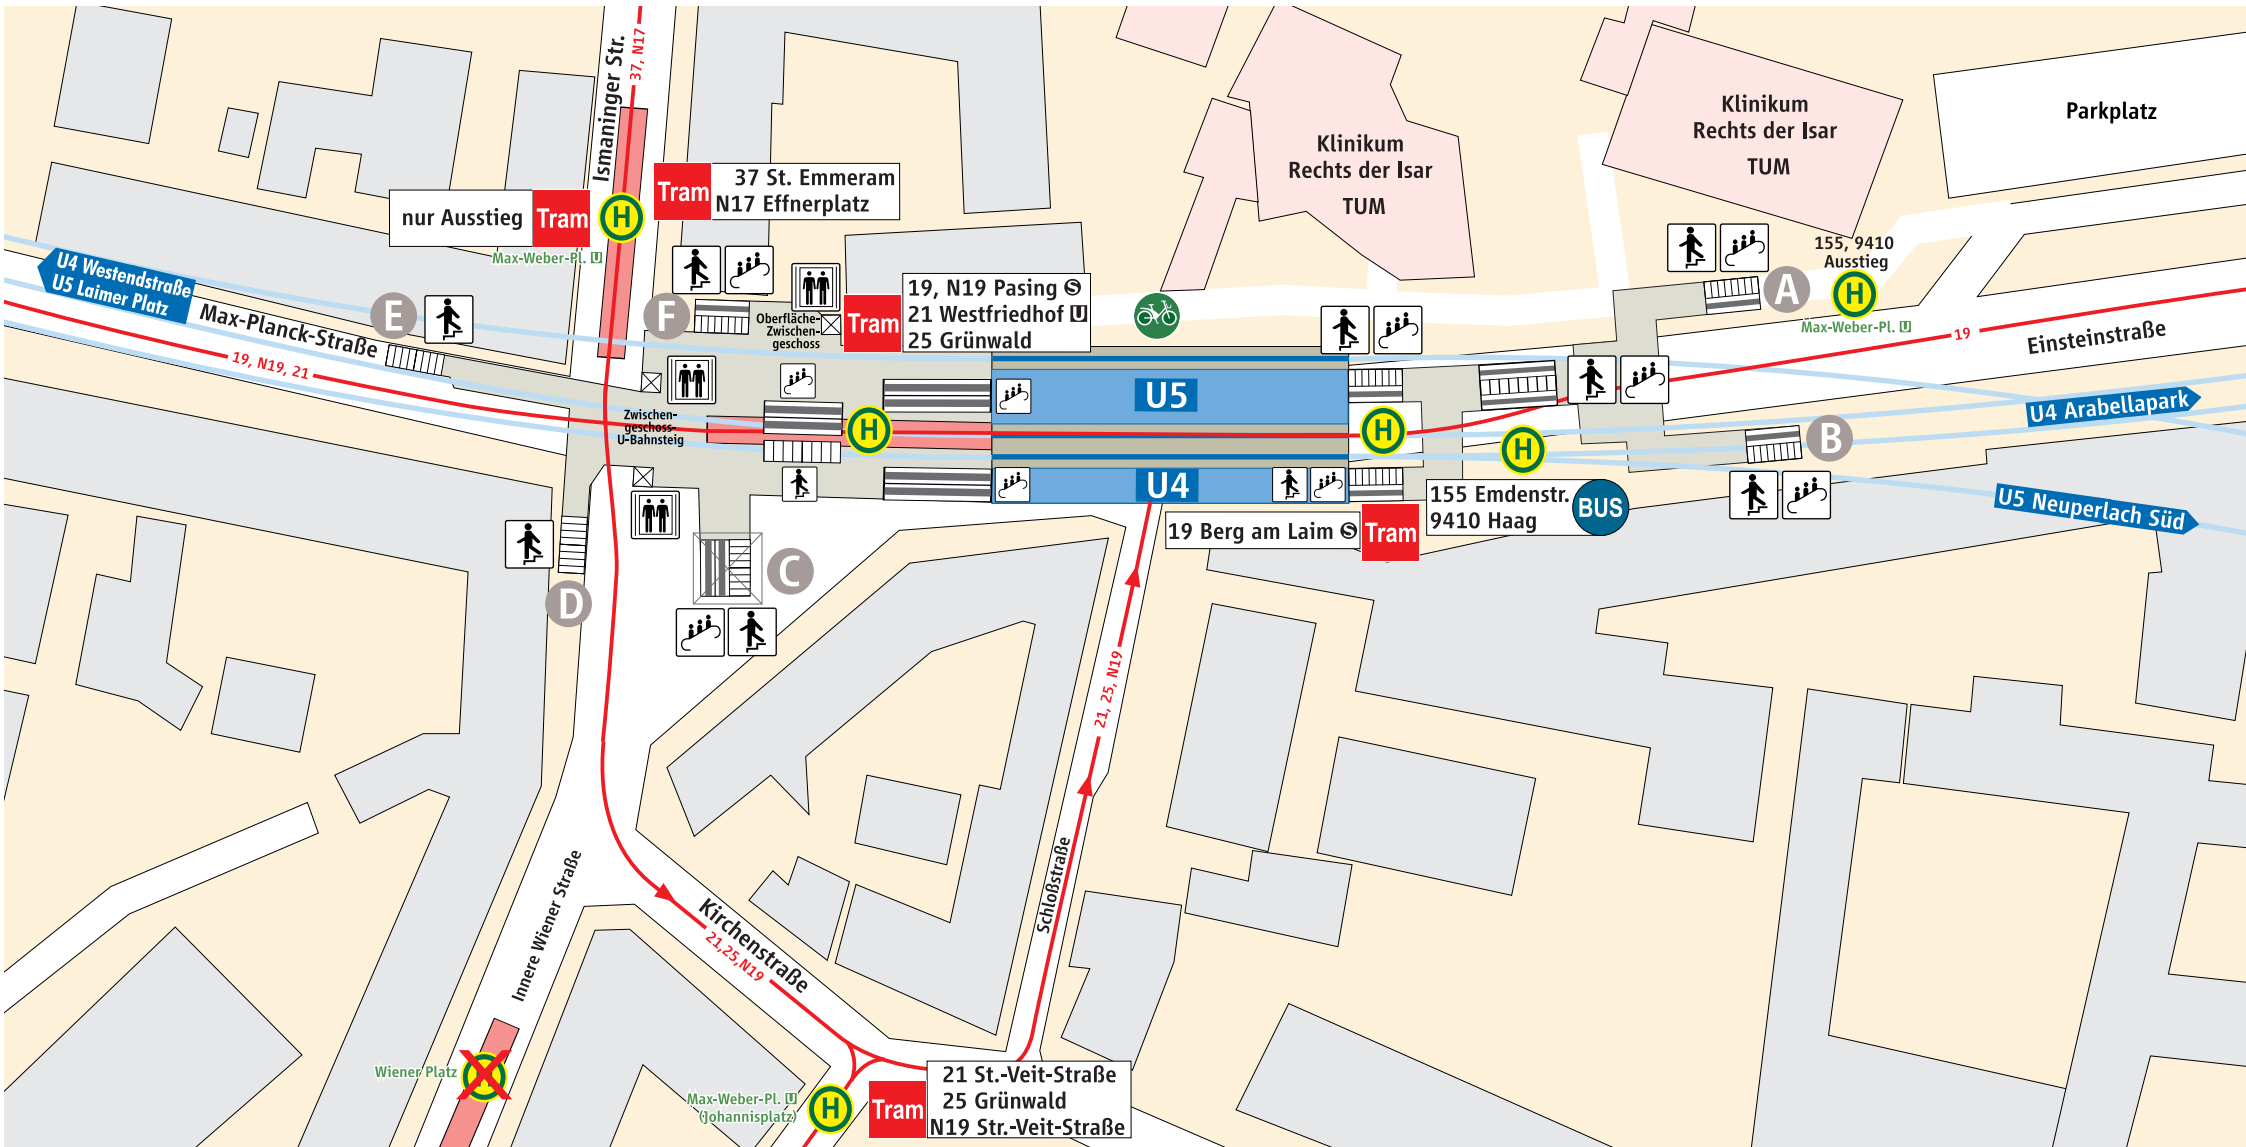 Ismaninger Str.
37, N17
Klinikum
Rechts der Isar
TUM
Klinikum
Rechts der Isar
TUM
Parkplatz
nur Ausstieg
Tram
H
Max-Weber-Pl. U
Tram
37 St. Emmeram
N17 Effnerplatz
U4 Westendstraße
U5 Laimer Platz
Max-Planck-Straße
19, N19, 21
E
F
Oberfläche-
Zwischen-
geschoss
Tram
19, N19 Pasing S
21 Westfriedhof U
25 Grünwald
A
155, 9410
Ausstieg
H
Max-Weber-Pl. U
19
Einsteinstraße
U4 Arabellapark
B
U5 Neuperlach Süd
Zwischen-
geschoss-
U-Bahnsteig
H
U5
U4
H
H
155 Emdenstr.
9410 Haag
BUS
19 Berg am Laim S
Tram
D
C
21, 25, N19
Schloßstraße
Kirchenstraße
21,25,N19
Innere Wiener Straße
Wiener Platz
Max-Weber-Pl. U
(Johannisplatz)
H
Tram
21 St.-Veit-Straße
25 Grünwald
N19 Str.-Veit-Straße